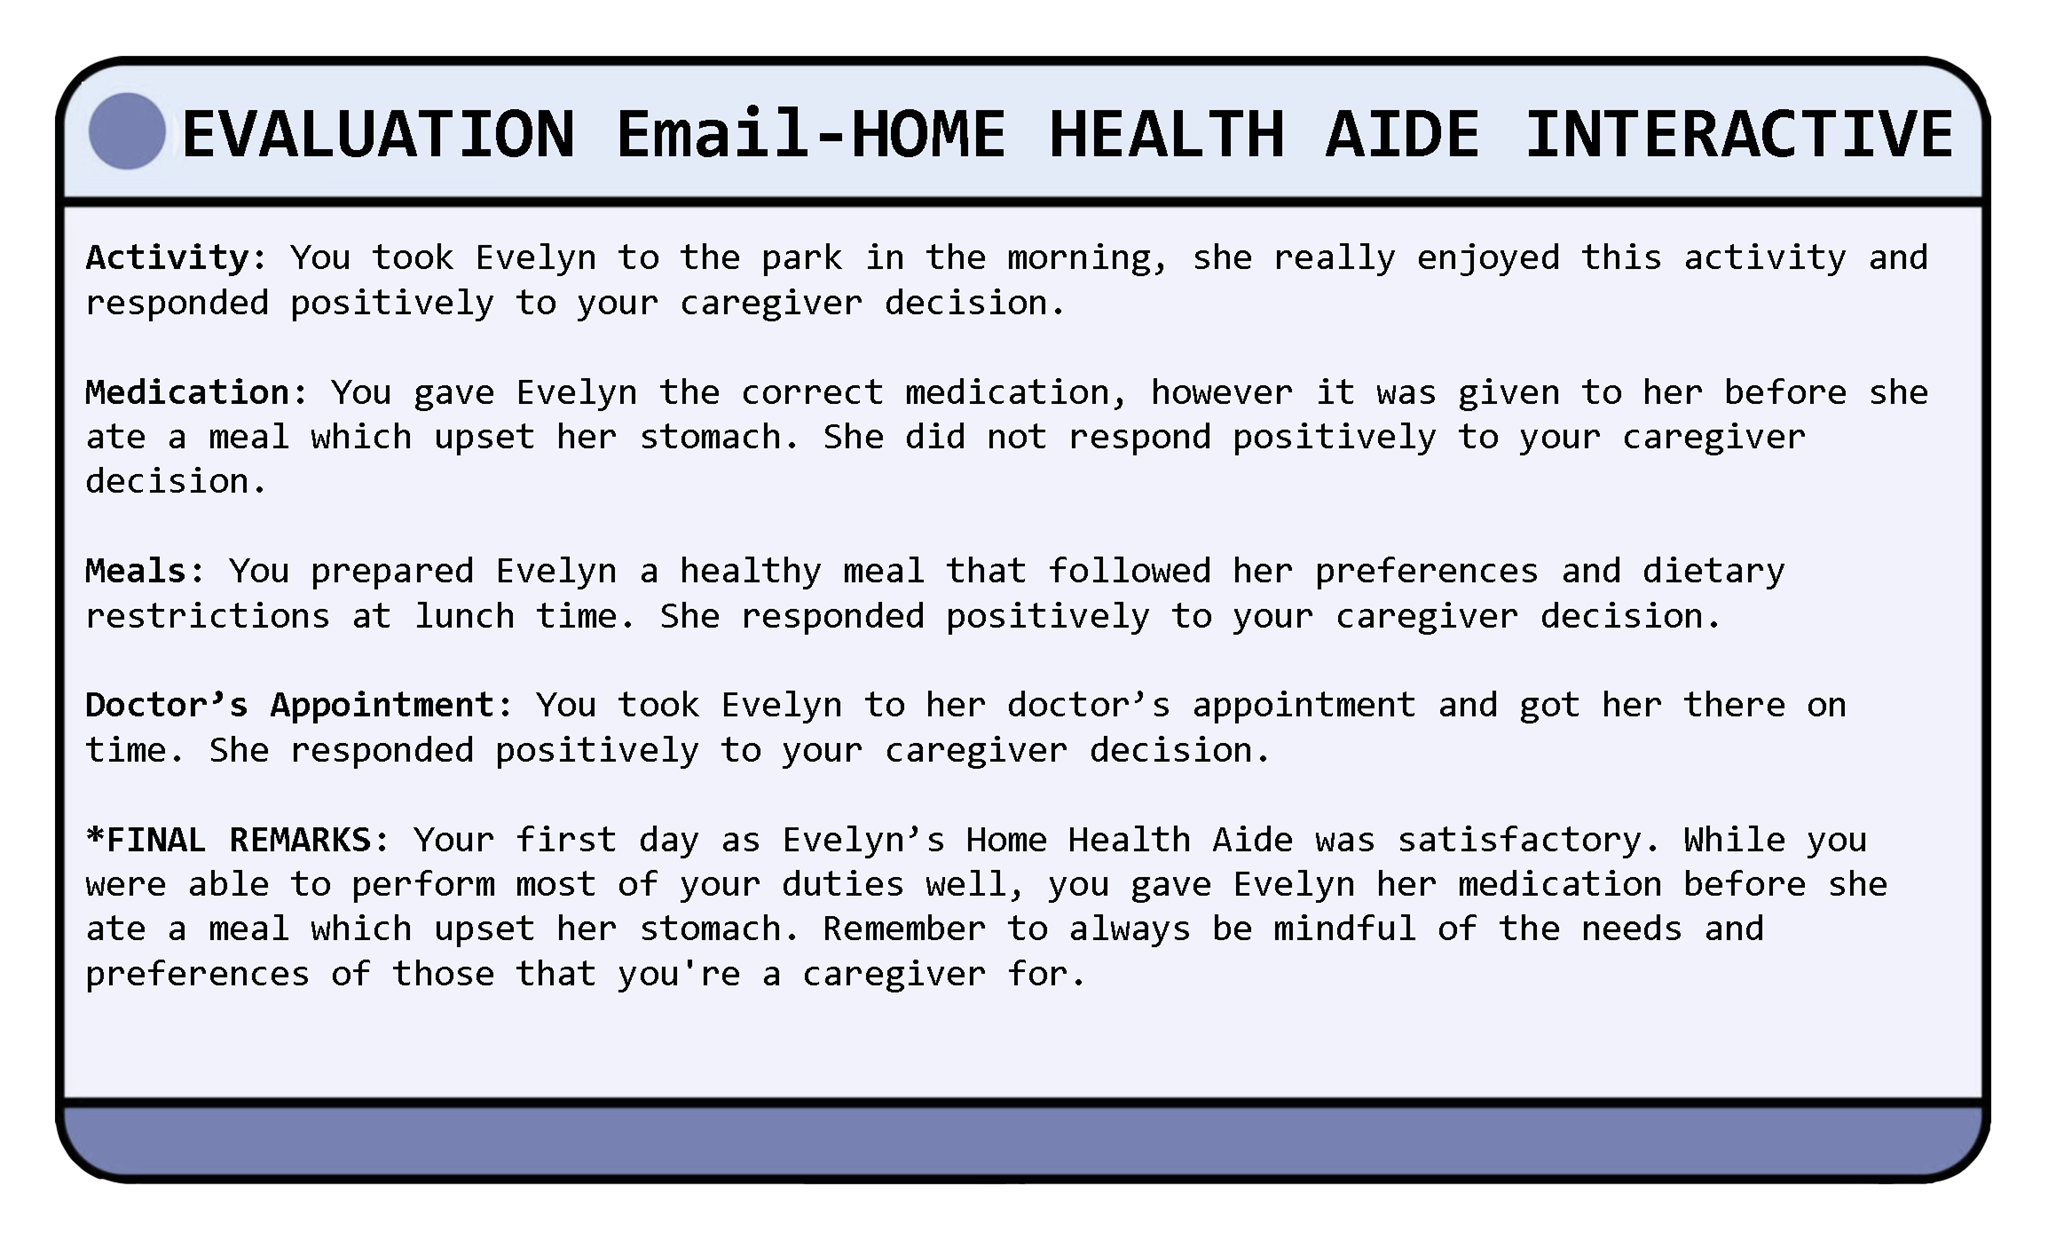 EVALUATION Email-HOME HEALTH AIDE INTERACTIVE
Activity: You took Evelyn to the park in the morning, she really enjoyed this activity and
responded positively to your caregiver decision.
Medication: You gave Evelyn the correct medication, however it was given to her before she
ate a meal which upset her stomach. She did not respond positively to your caregiver
decision.
Meals: You prepared Evelyn a healthy meal that followed her preferences and dietary
restrictions at lunch time. She responded positively to your caregiver decision.
Doctor’s Appointment: You took Evelyn to her doctor’s appointment and got her there on
time. She responded positively to your caregiver decision.
*FINAL REMARKS: Your first day as Evelyn’s Home Health Aide was satisfactory. While you
were able to perform most of your duties well, you gave Evelyn her medication before she
ate a meal which upset her stomach. Remember to always be mindful of the needs and
preferences of those that you're a caregiver for.